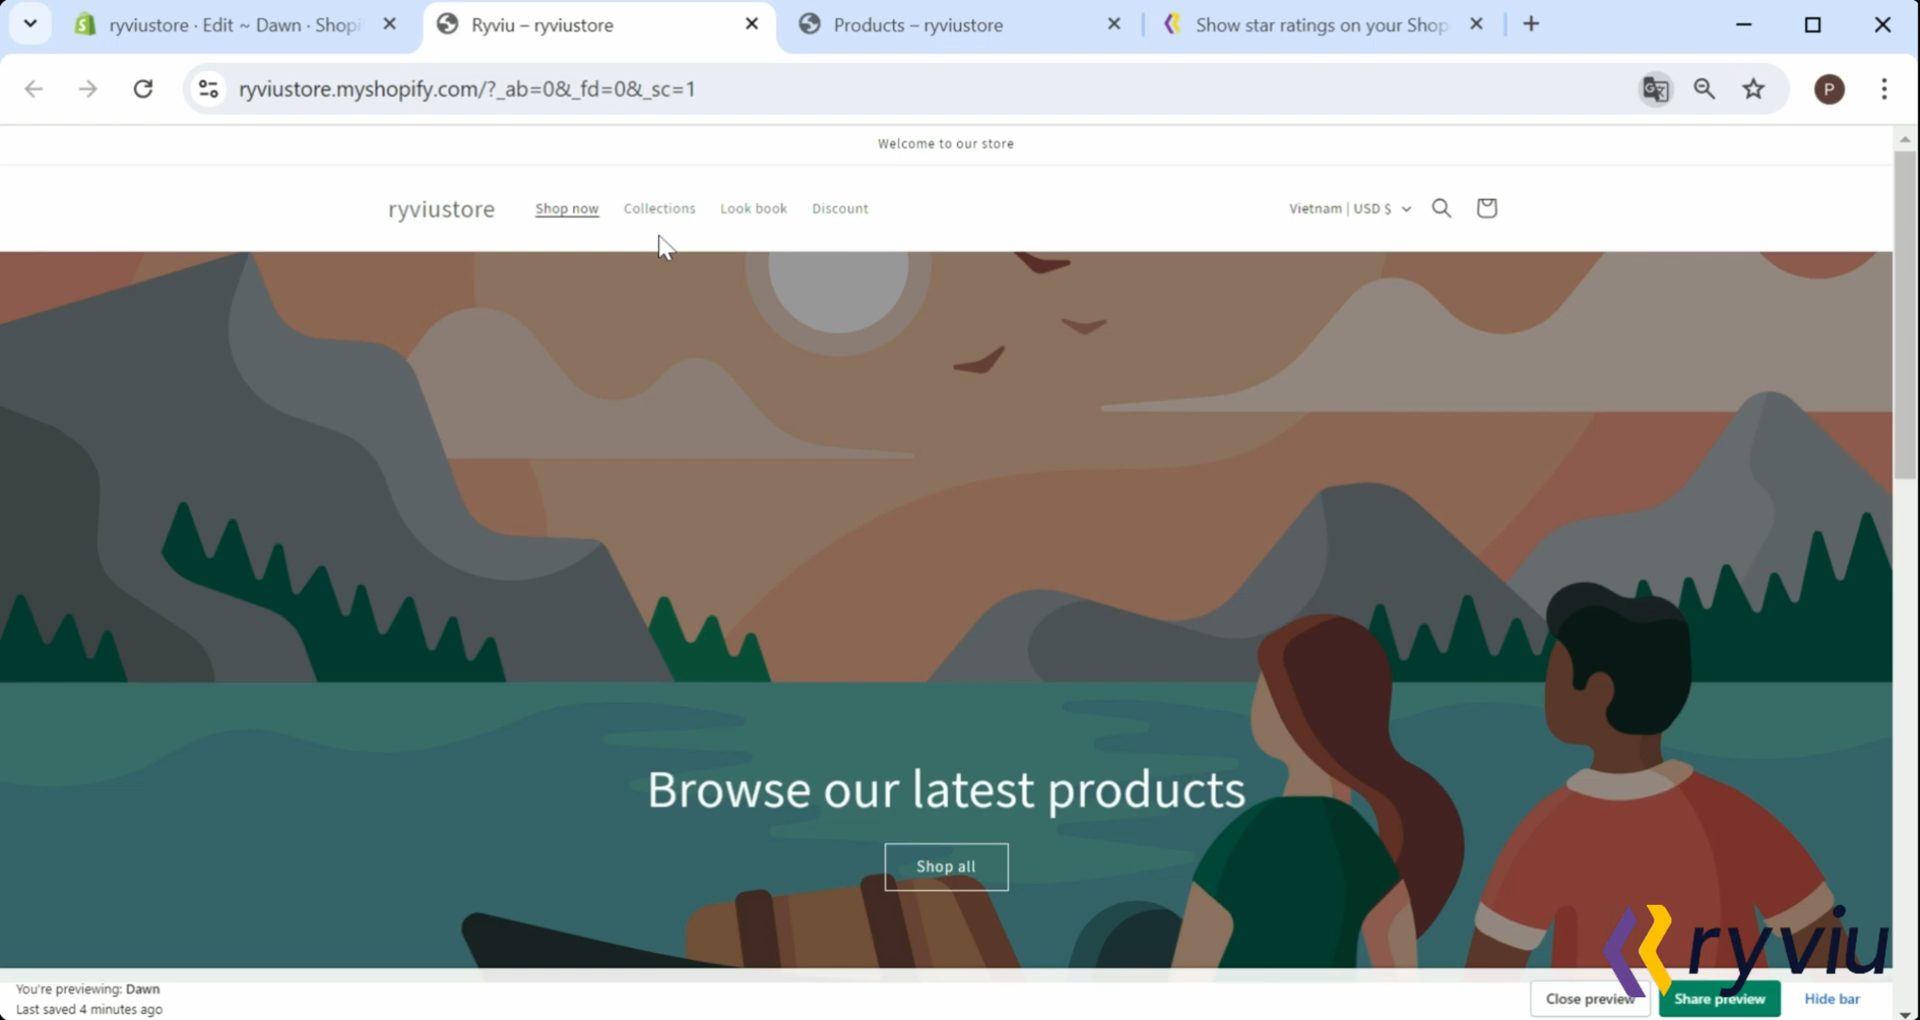 ryviustore · Edit ~ Dawn · Shopi
Ryviu – ryviustore
Products – ryviustore
Show star ratings on your Shop
ryviustore.myshopify.com/?_ab=0&_fd=0&_sc=1
P
Welcome to our store
ryviustore
Shop now
Collections
Look book
Discount
Vietnam | USD $
Browse our latest products
Shop all
ryviu
You're previewing: Dawn
Last saved 4 minutes ago
Close preview
Share preview
Hide bar